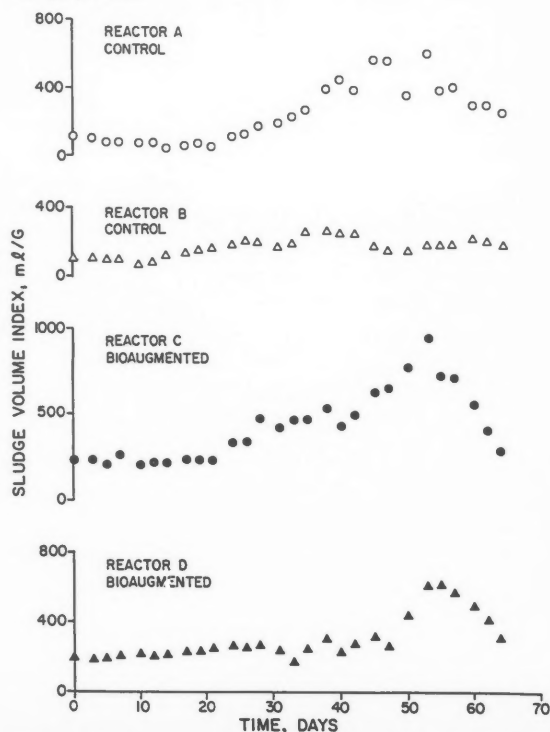 800
REACTOR A
CONTROL
400
0
400
REACTOR B
CONTROL
0
1000
REACTOR C
BIOAUGMENTED
500
0
800
REACTOR D
BIOAUGMENTED
400
0
0 10 20 30 40 50 60 70
TIME, DAYS
SLUDGE VOLUME INDEX, mℓ/G